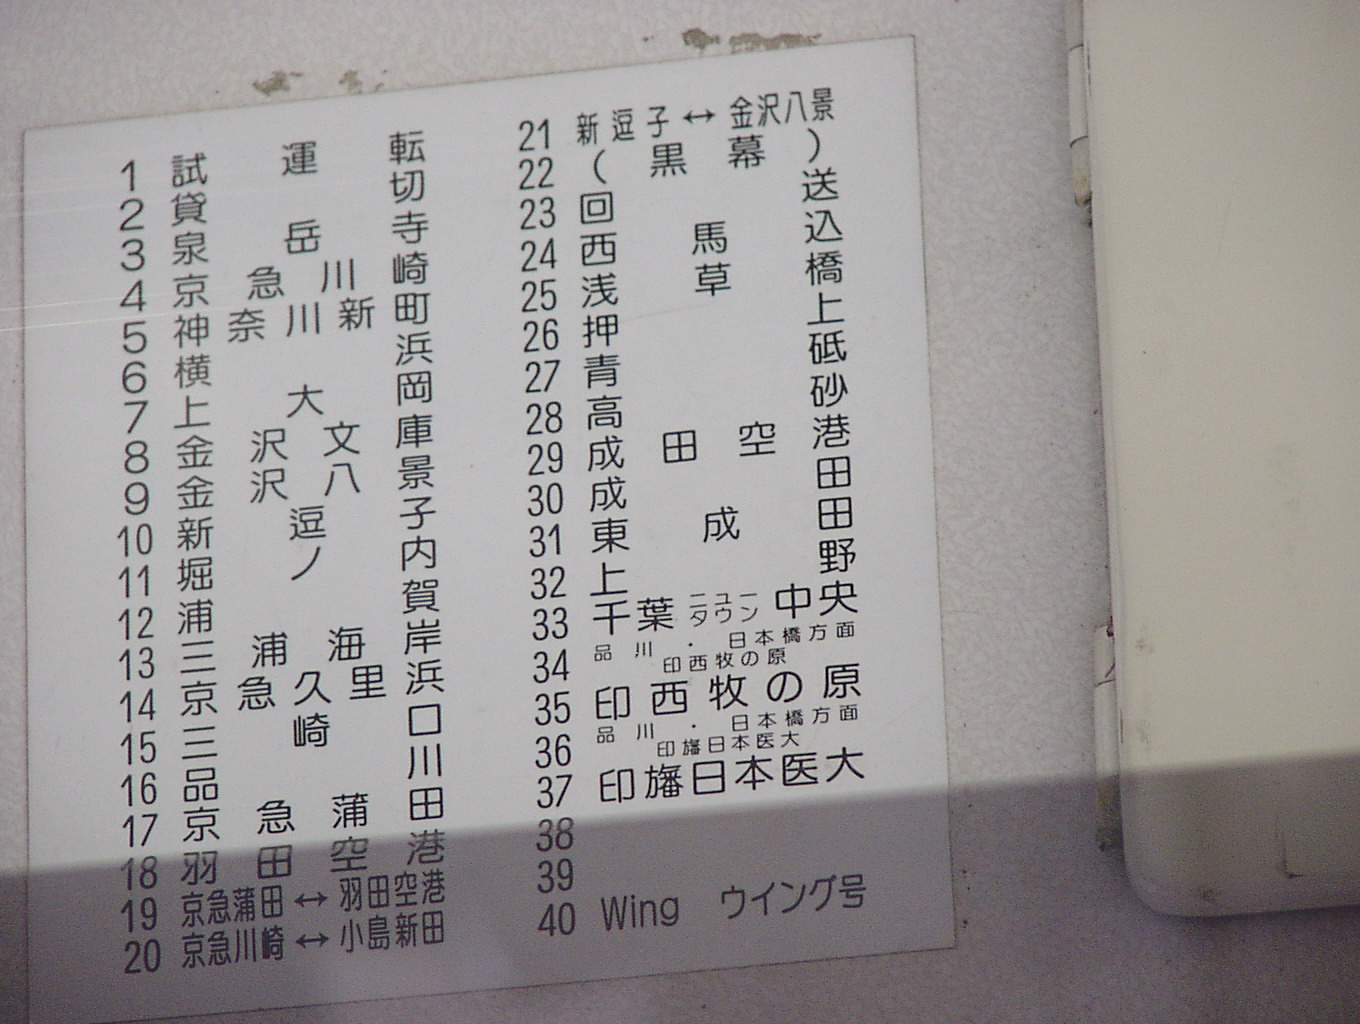 1 試運転
2 貸切
3 泉岳寺
4 京急川崎
5 神奈川新町
6 横浜
7 上大岡
8 金沢文庫
9 金沢八景
10 新逗子
11 堀ノ内
12 浦賀
13 三浦海岸
14 京急久里浜
15 三崎口
16 品川
17 京急蒲田
18 羽田空港
19 京急蒲田↔羽田空港
20 京急川崎↔小島新田
21 新逗子↔金沢八景
22 (黒幕)
23 回送
24 西馬込
25 浅草橋
26 押上
27 青砥
28 高砂
29 成田空港
30 成田
31 東成田
32 上野
33 千葉ニュータウン中央
34 品川・日本橋方面 印西牧の原
35 印西牧の原
36 品川・日本橋方面 印旛日本医大
37 印旛日本医大
38
39
40 Wing ウイング号